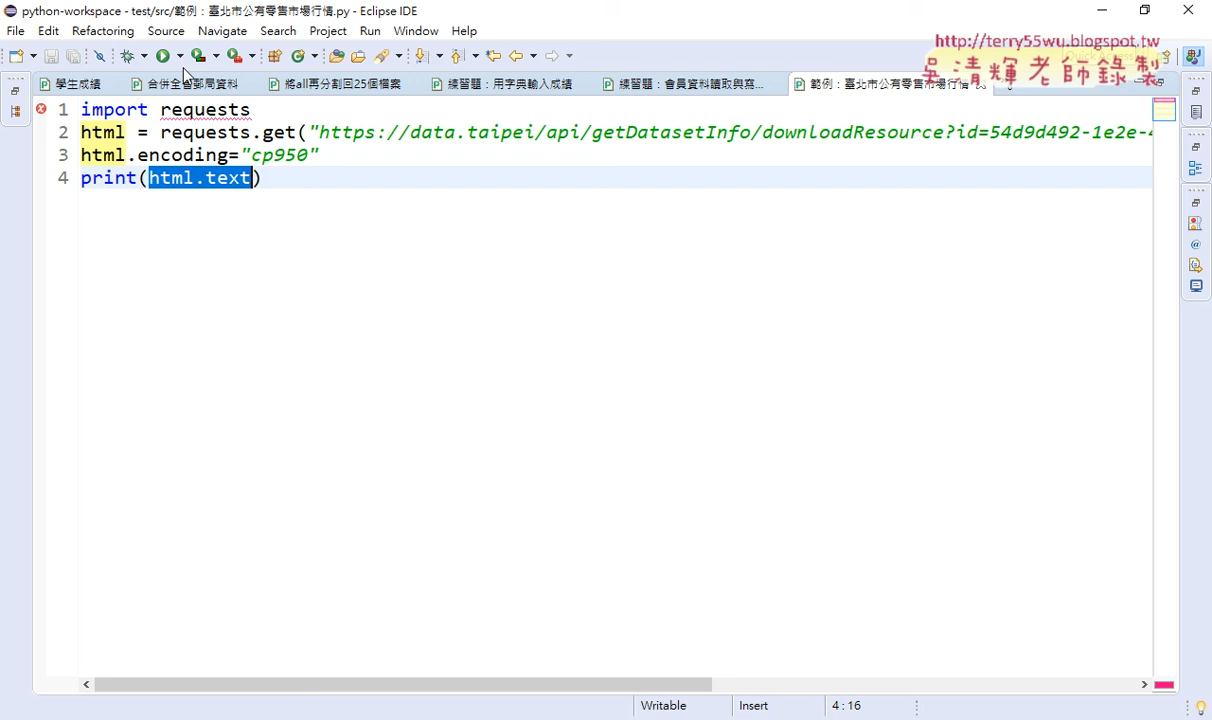 python-workspace - test/src/範例：臺北市公有零售市場行情.py - Eclipse IDE
File Edit Refactoring Source Navigate Search Project Run Window Help
http://terry55wu.blogspot.tw
吳清輝老師錄製
學生成績 合併全省郵局資料 將all再分割回25個檔案 練習題：用字典輸入成績 練習題：會員資料讀取與寫... 範例：臺北市公有零售市場行情
1 import requests
2 html = requests.get("https://data.taipei/api/getDatasetInfo/downloadResource?id=54d9d492-1e2e-4
3 html.encoding="cp950"
4 print(html.text)
Writable Insert 4 : 16